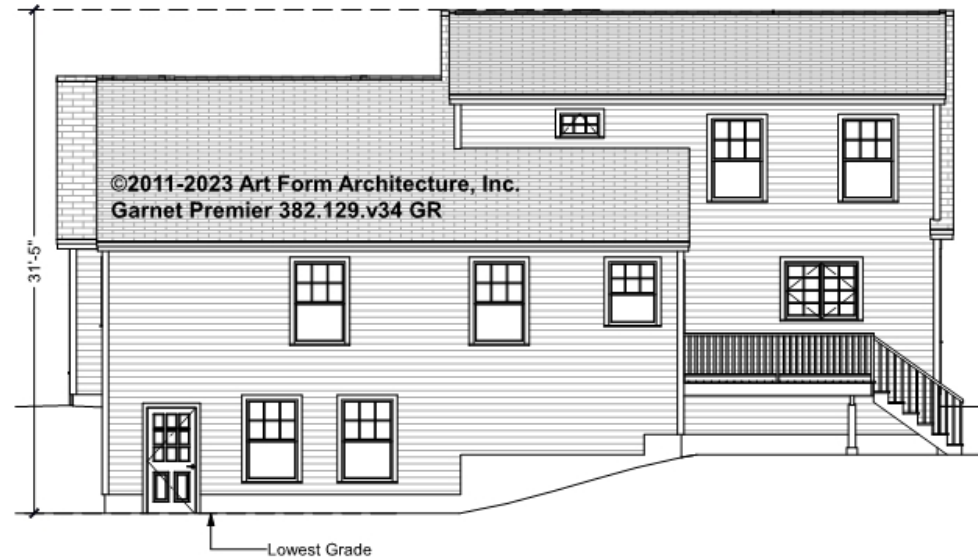 ©2011-2023 Art Form Architecture, Inc.
Garnet Premier 382.129.v34 GR
31'-5"
Lowest Grade